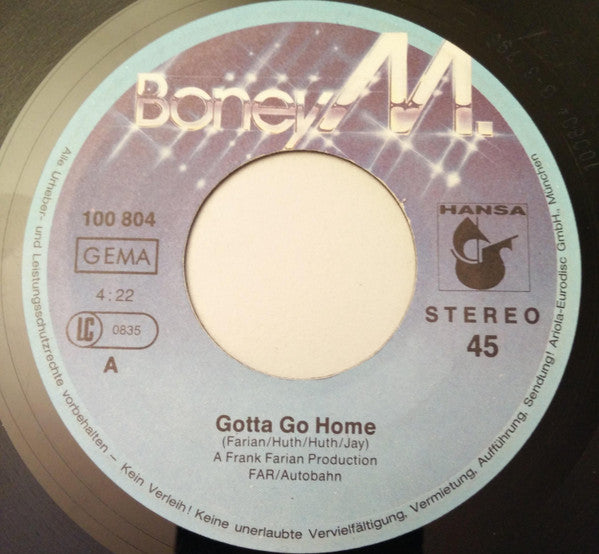 Boney M.
100 804
GEMA
4:22
LC 0835
A
HANSA
STEREO
45
Gotta Go Home
(Farian/Huth/Huth/Jay)
A Frank Farian Production
FAR/Autobahn
Alle Urheber- und Leistungsschutzrechte vorbehalten – Kein Verleih! Keine unerlaubte Vervielfältigung, Vermietung, Aufführung, Sendung! Ariola-Eurodisc GmbH., München